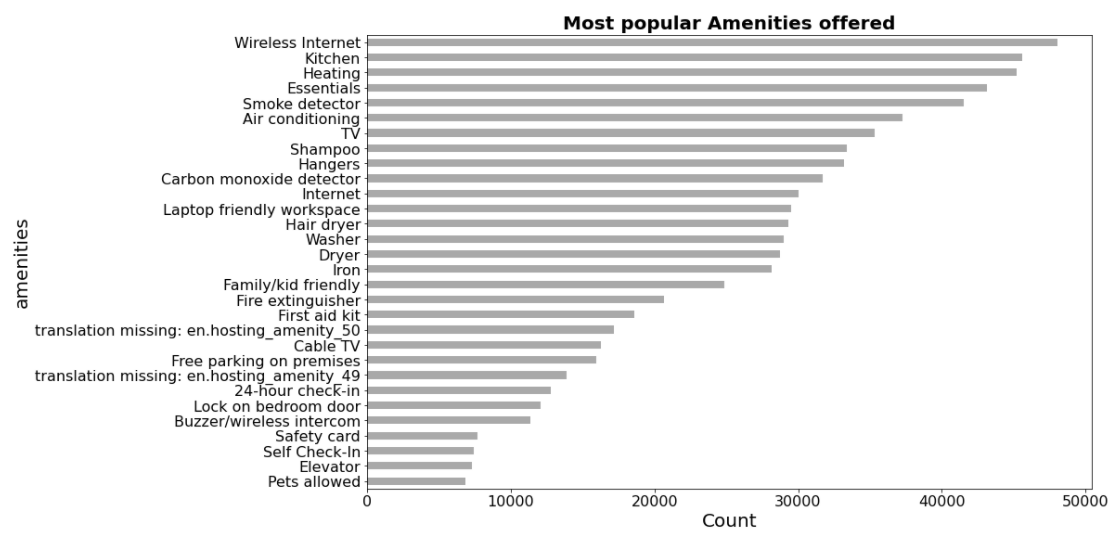 Most popular Amenities offered
amenities
Wireless Internet
Kitchen
Heating
Essentials
Smoke detector
Air conditioning
TV
Shampoo
Hangers
Carbon monoxide detector
Internet
Laptop friendly workspace
Hair dryer
Washer
Dryer
Iron
Family/kid friendly
Fire extinguisher
First aid kit
translation missing: en.hosting_amenity_50
Cable TV
Free parking on premises
translation missing: en.hosting_amenity_49
24-hour check-in
Lock on bedroom door
Buzzer/wireless intercom
Safety card
Self Check-In
Elevator
Pets allowed
0 10000 20000 30000 40000 50000
Count